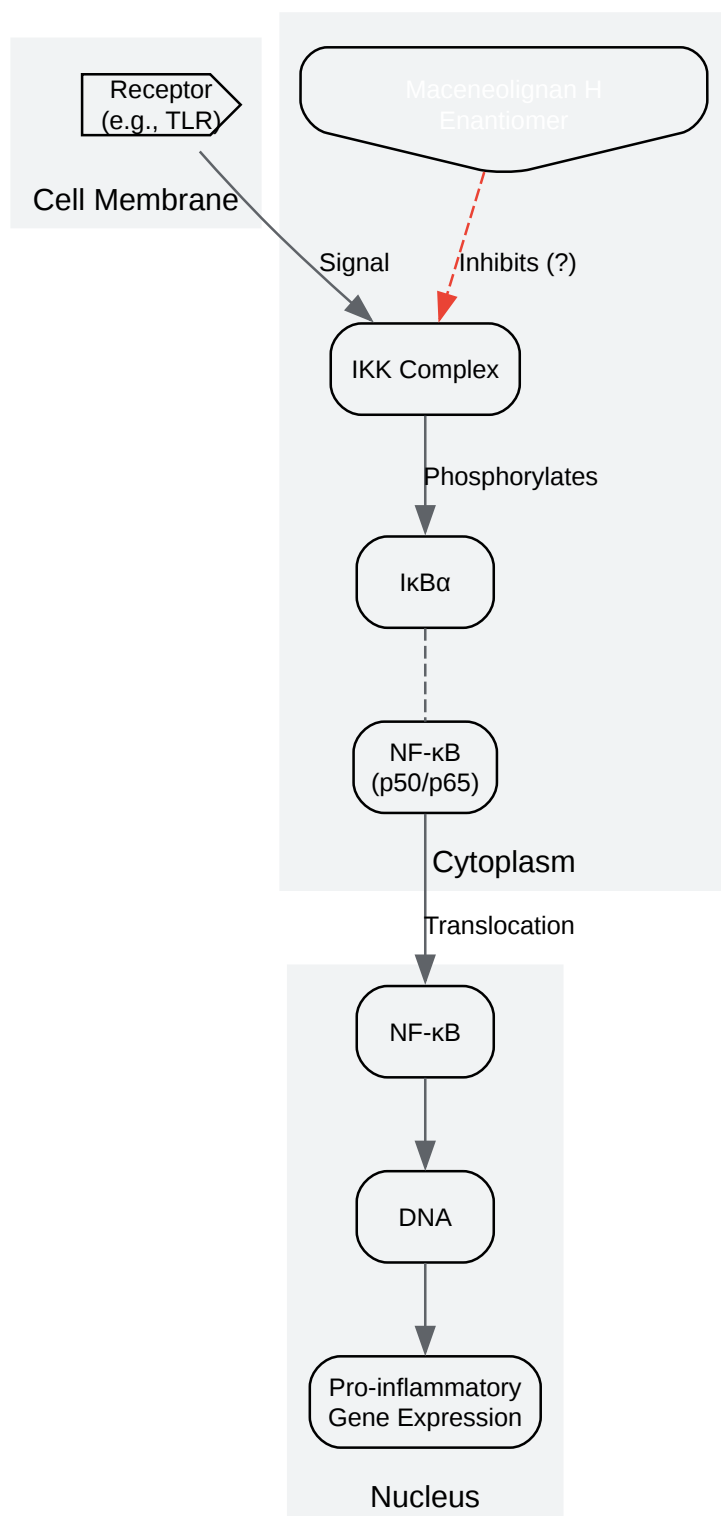 Receptor
(e.g., TLR)
Cell Membrane
Maceneolignan H
Enantiomer
Signal
Inhibits (?)
IKK Complex
Phosphorylates
IκBα
NF-κB
(p50/p65)
Cytoplasm
Translocation
NF-κB
DNA
Pro-inflammatory
Gene Expression
Nucleus